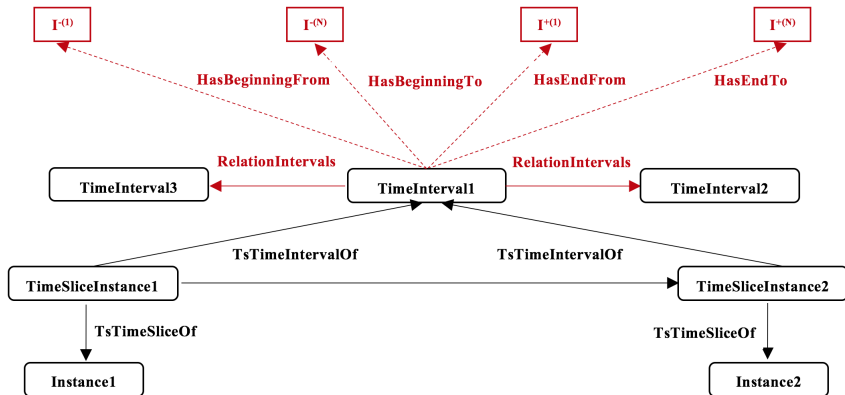 I-(1)
I-(N)
I+(1)
I+(N)
HasBeginningFrom
HasBeginningTo
HasEndFrom
HasEndTo
RelationIntervals
RelationIntervals
TimeInterval3
TimeInterval1
TimeInterval2
TsTimeIntervalOf
TsTimeIntervalOf
TimeSliceInstance1
TimeSliceInstance2
TsTimeSliceOf
TsTimeSliceOf
Instance1
Instance2